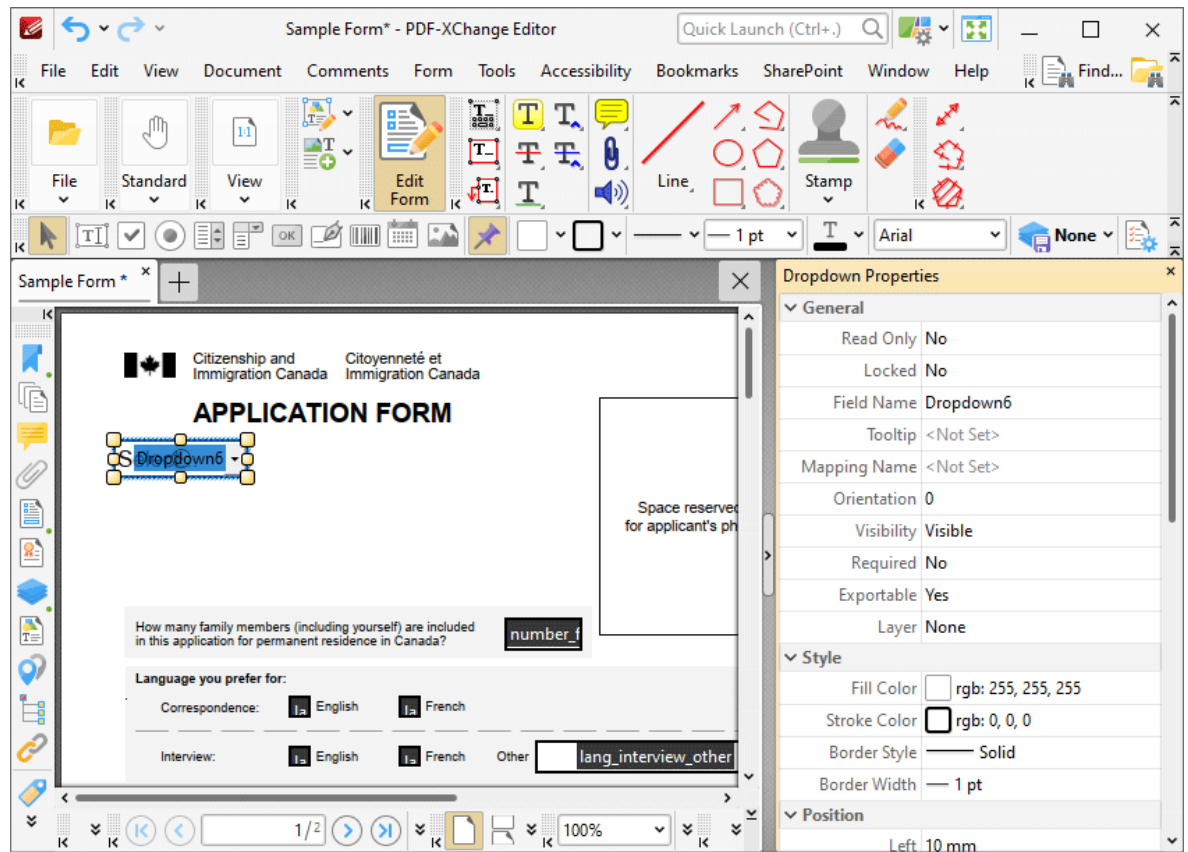 Sample Form* - PDF-XChange Editor
Quick Launch (Ctrl+.)
File Edit View Document Comments Form Tools Accessibility Bookmarks SharePoint Window Help Find...
File Standard View Edit Form Line Stamp
OK 1 pt T Arial None
Sample Form *
Dropdown Properties
General
Read Only No
Locked No
Field Name Dropdown6
Tooltip <Not Set>
Mapping Name <Not Set>
Orientation 0
Visibility Visible
Required No
Exportable Yes
Layer None
Style
Fill Color rgb: 255, 255, 255
Stroke Color rgb: 0, 0, 0
Border Style Solid
Border Width 1 pt
Position
Left 10 mm
Citizenship and Citoyenneté et
Immigration Canada Immigration Canada
APPLICATION FORM
Dropdown6
Space reserved
for applicant's ph
How many family members (including yourself) are included
in this application for permanent residence in Canada?
number_f
Language you prefer for:
Correspondence: la English la French
Interview: la English la French Other lang_interview_other
1/2 100%